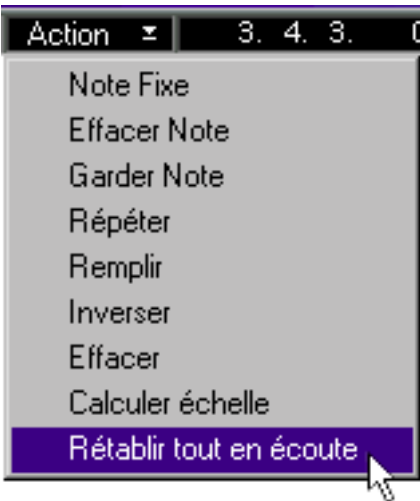 Action 3. 4. 3. 0
Note Fixe
Effacer Note
Garder Note
Répéter
Remplir
Inverser
Effacer
Calculer échelle
Rétablir tout en écoute